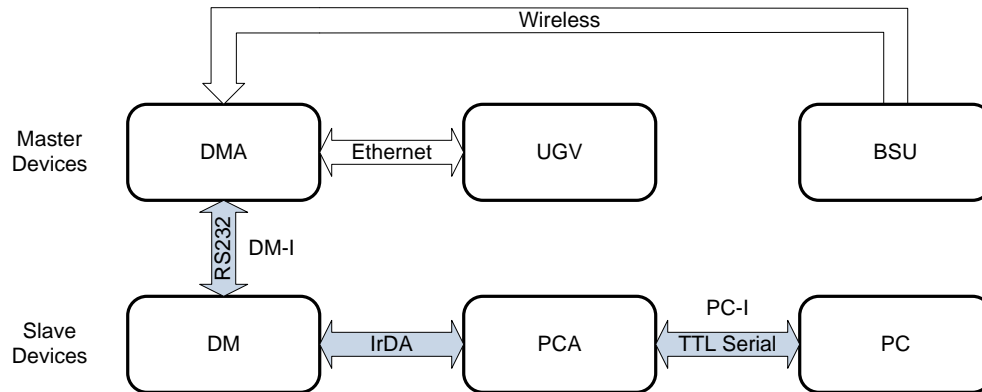 Wireless
Master
Devices
DMA
Ethernet
UGV
BSU
RS232
DM-I
Slave
Devices
DM
IrDA
PCA
PC-I
TTL Serial
PC